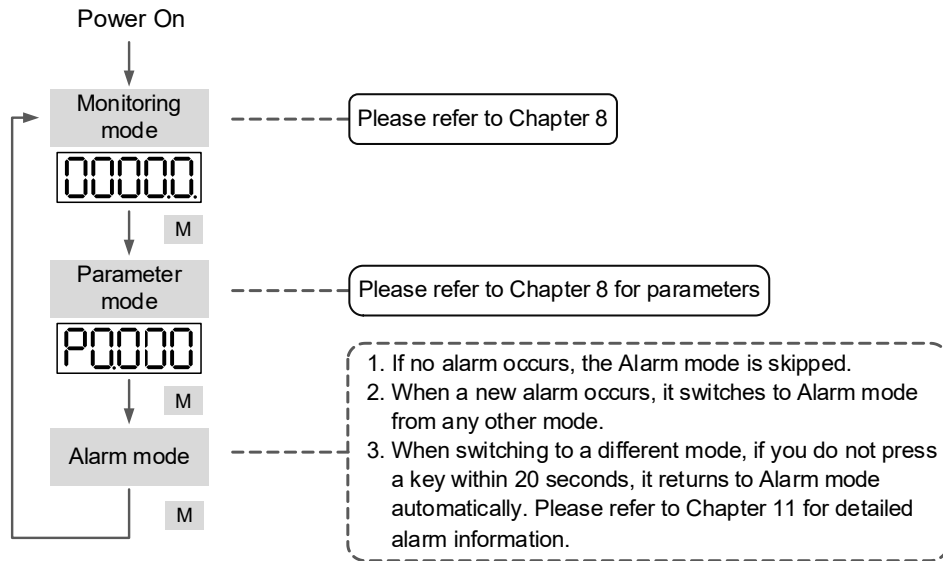 Power On
Monitoring
mode
Please refer to Chapter 8
0000.0.
M
Parameter
mode
Please refer to Chapter 8 for parameters
P0.000
M
Alarm mode
1. If no alarm occurs, the Alarm mode is skipped.
2. When a new alarm occurs, it switches to Alarm mode
from any other mode.
3. When switching to a different mode, if you do not press
a key within 20 seconds, it returns to Alarm mode
automatically. Please refer to Chapter 11 for detailed
alarm information.
M